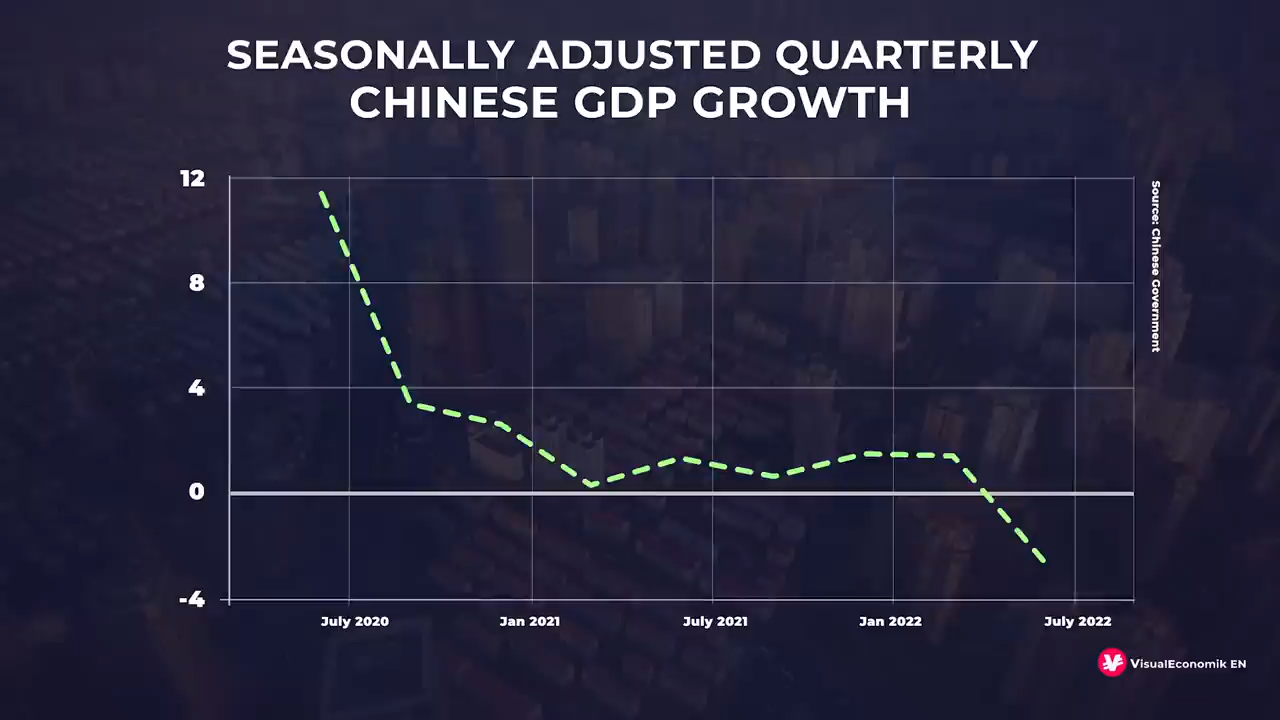 SEASONALLY ADJUSTED QUARTERLY
CHINESE GDP GROWTH
12
8
4
0
-4
July 2020
Jan 2021
July 2021
Jan 2022
July 2022
Source: Chinese Government
VisualEconomik EN